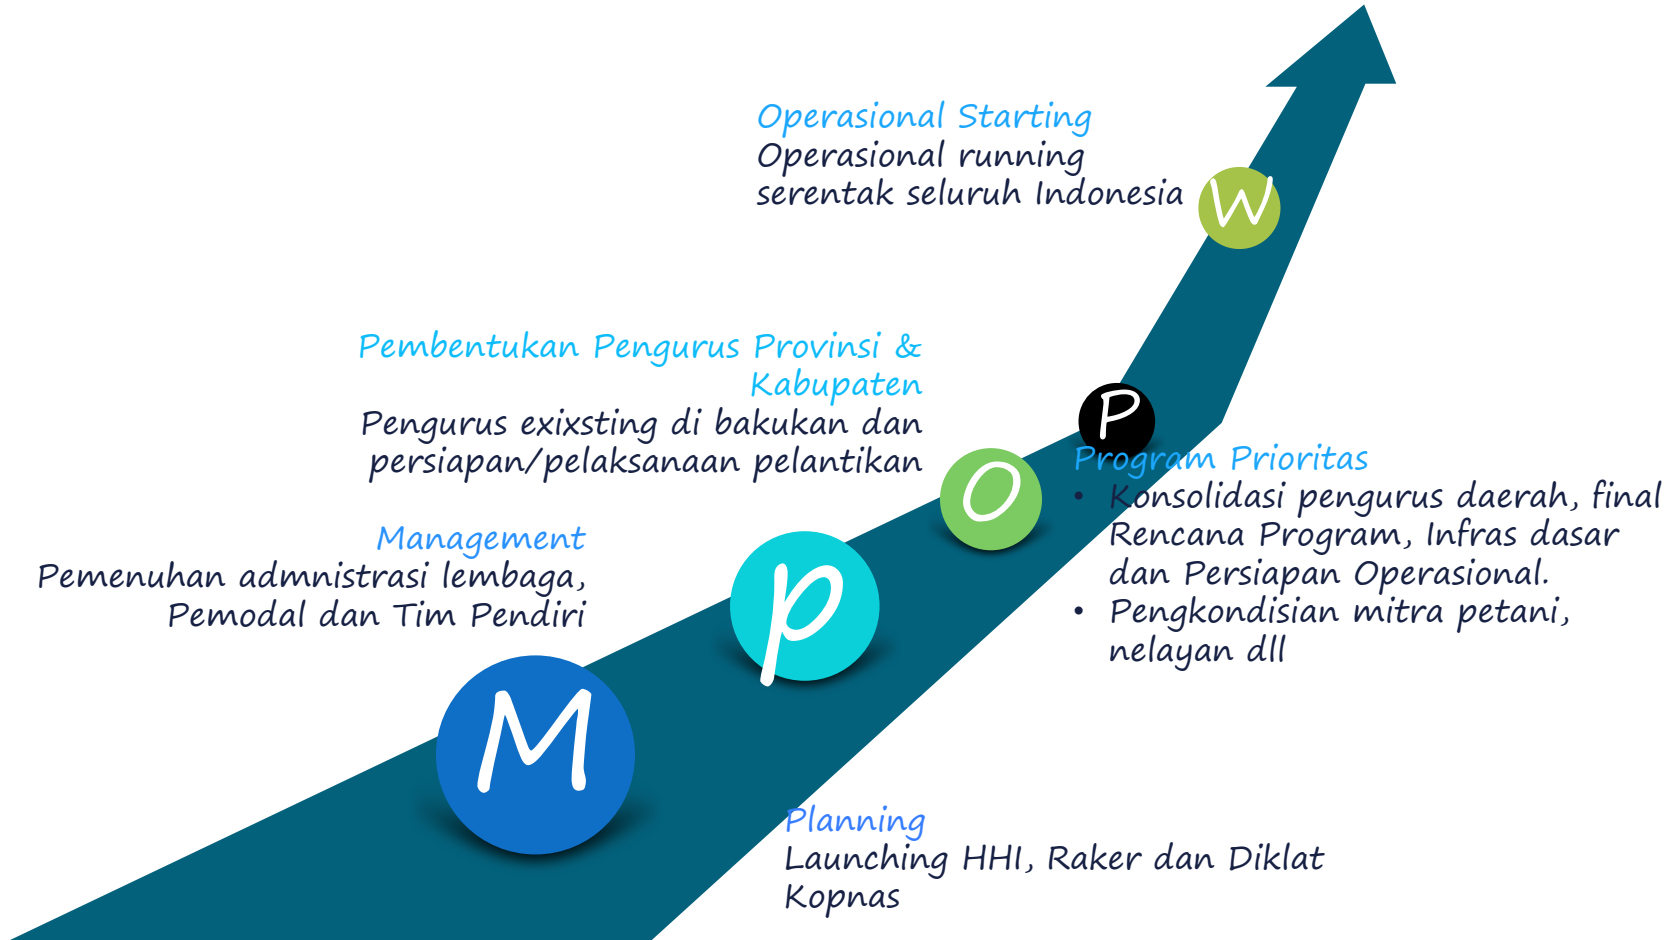 Operasional Starting
Operasional running
serentak seluruh Indonesia
W
Pembentukan Pengurus Provinsi &
Kabupaten
Pengurus exixsting di bakukan dan
persiapan/pelaksanaan pelantikan
P
O
Program Prioritas
• Konsolidasi pengurus daerah, final
Rencana Program, Infras dasar
dan Persiapan Operasional.
• Pengkondisian mitra petani,
nelayan dll
Management
Pemenuhan admnistrasi lembaga,
Pemodal dan Tim Pendiri
p
M
Planning
Launching HHI, Raker dan Diklat
Kopnas